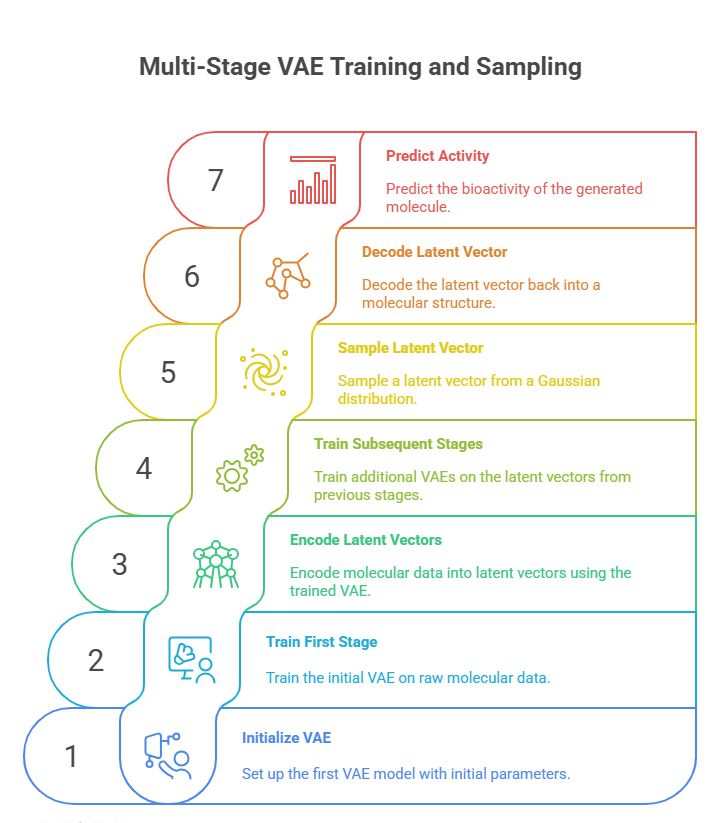 Multi-Stage VAE Training and Sampling
7
Predict Activity
Predict the bioactivity of the generated
molecule.
6
Decode Latent Vector
Decode the latent vector back into a
molecular structure.
5
Sample Latent Vector
Sample a latent vector from a Gaussian
distribution.
4
Train Subsequent Stages
Train additional VAEs on the latent vectors from
previous stages.
3
Encode Latent Vectors
Encode molecular data into latent vectors using the
trained VAE.
2
Train First Stage
Train the initial VAE on raw molecular data.
1
Initialize VAE
Set up the first VAE model with initial parameters.